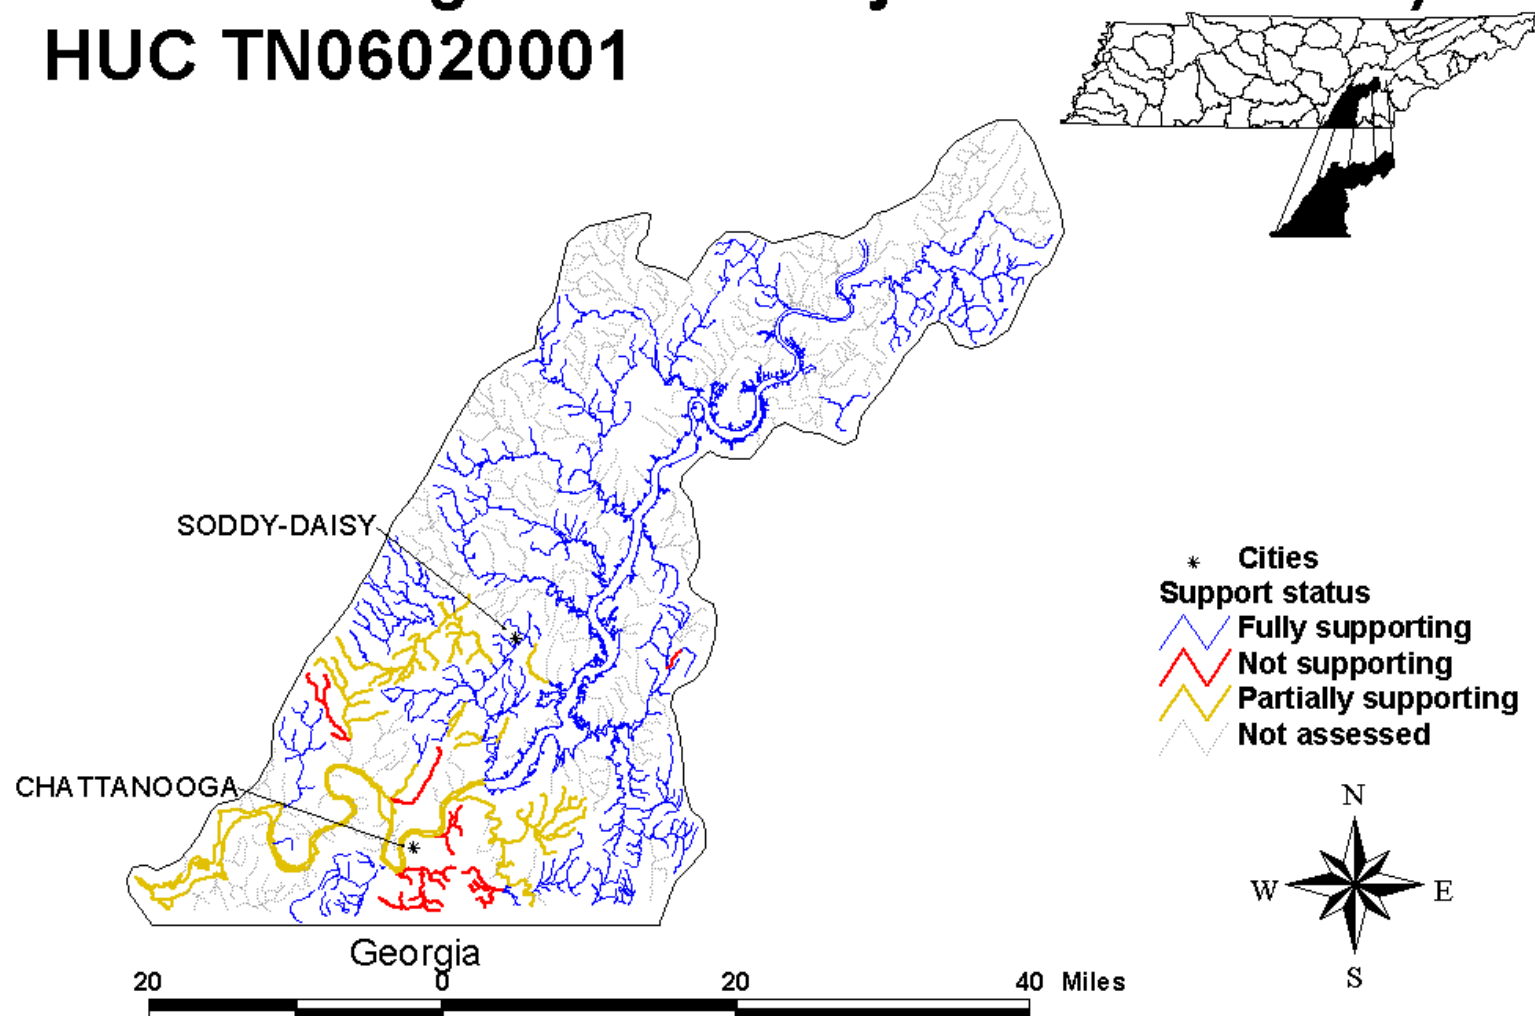 HUC TN06020001
SODDY-DAISY
CHATTANOOGA
Georgia
Cities
Support status
Fully supporting
Not supporting
Partially supporting
Not assessed
N
W E
S
20 0 20 40 Miles